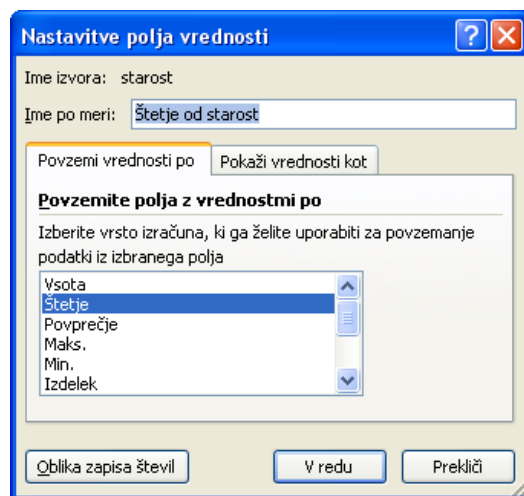 Nastavitve polja vrednosti
Ime izvora: starost
Ime po meri: Štetje od starost
Povzemi vrednosti po Pokaži vrednosti kot
Povzemite polja z vrednostmi po
Izberite vrsto izračuna, ki ga želite uporabiti za povzemanje
podatki iz izbranega polja
Vsota
Štetje
Povprečje
Maks.
Min.
Izdelek
Oblika zapisa števil V redu Prekliči